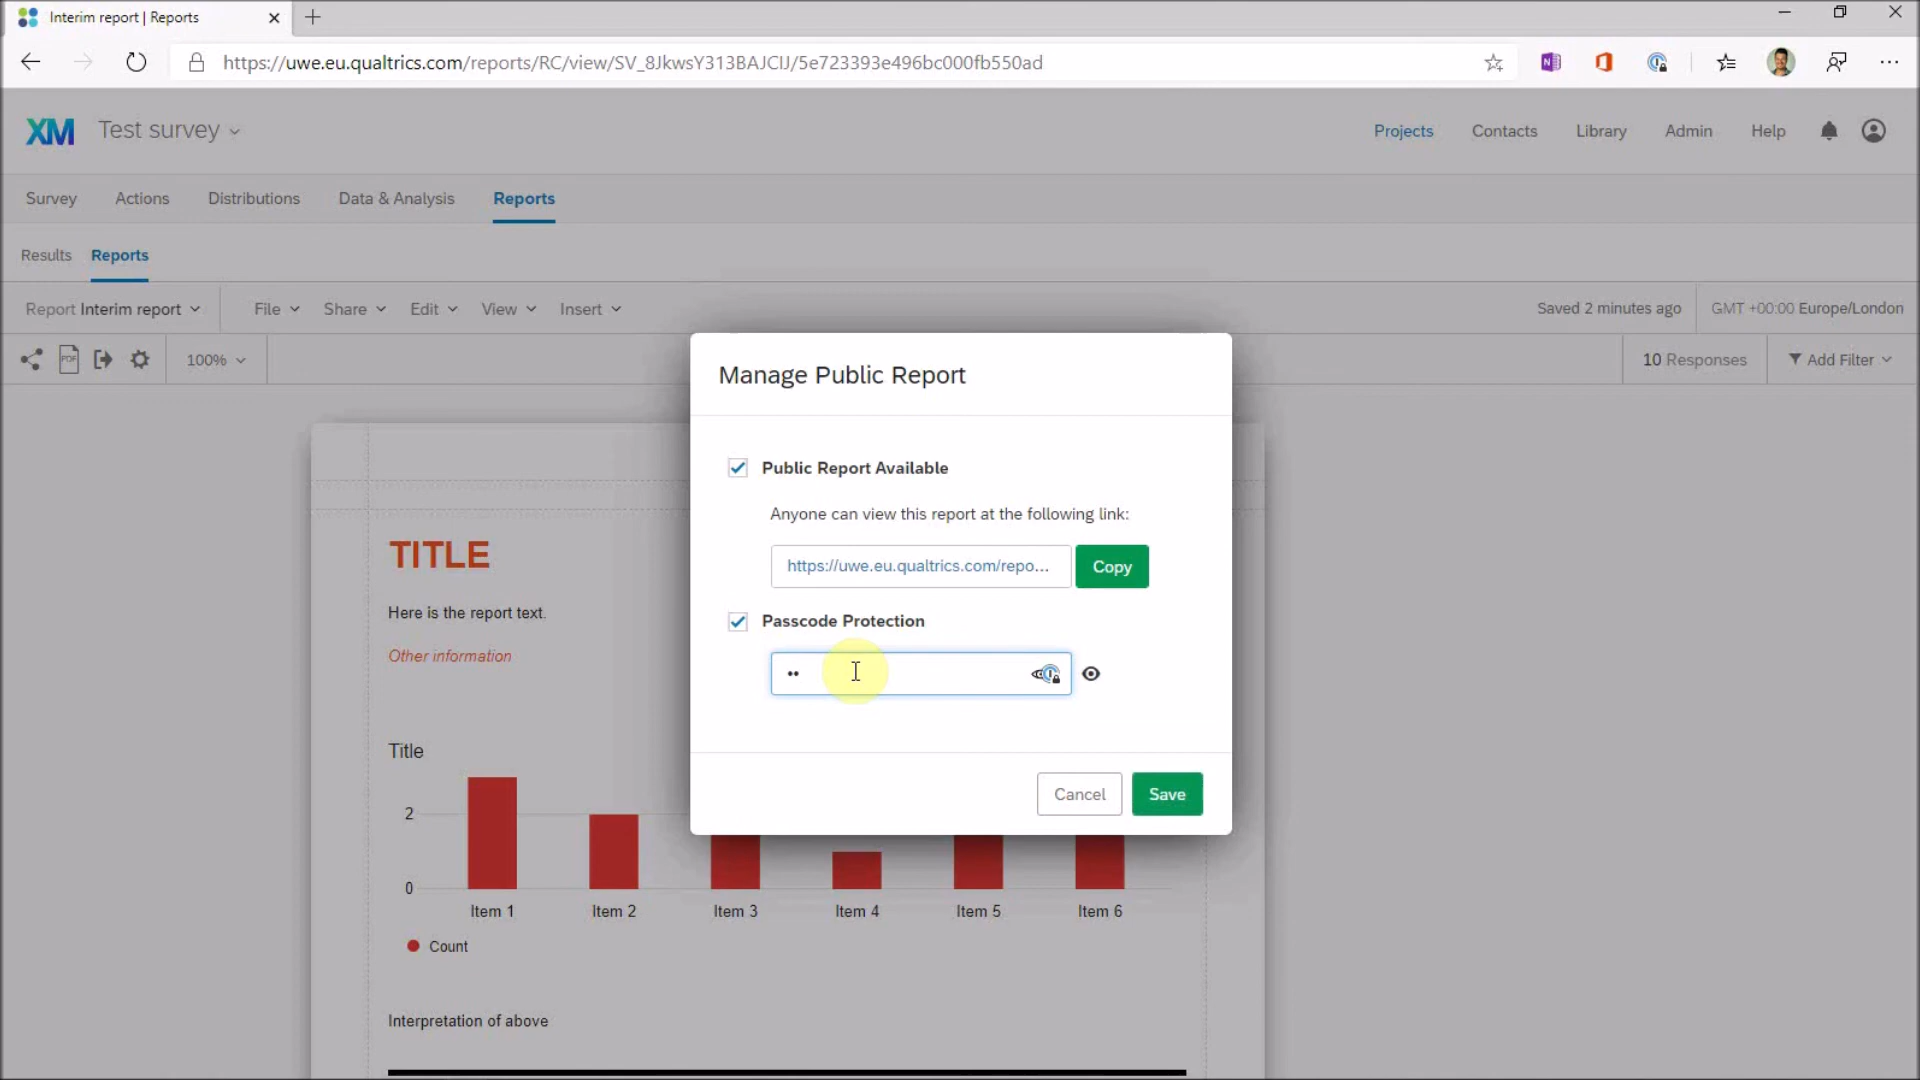 Interim report | Reports
https://uwe.eu.qualtrics.com/reports/RC/view/SV_8JkwsY313BAJCIJ/5e723393e496bc000fb550ad
XM Test survey
Projects Contacts Library Admin Help
Survey Actions Distributions Data & Analysis Reports
Results Reports
Report Interim report File Share Edit View Insert Saved 2 minutes ago GMT +00:00 Europe/London
PDF 100% 10 Responses Add Filter
Manage Public Report
Public Report Available
Anyone can view this report at the following link:
https://uwe.eu.qualtrics.com/repo... Copy
Passcode Protection
••
Cancel Save
TITLE
Here is the report text.
Other information
Title
2
0
Item 1 Item 2 Item 3 Item 4 Item 5 Item 6
Count
Interpretation of above